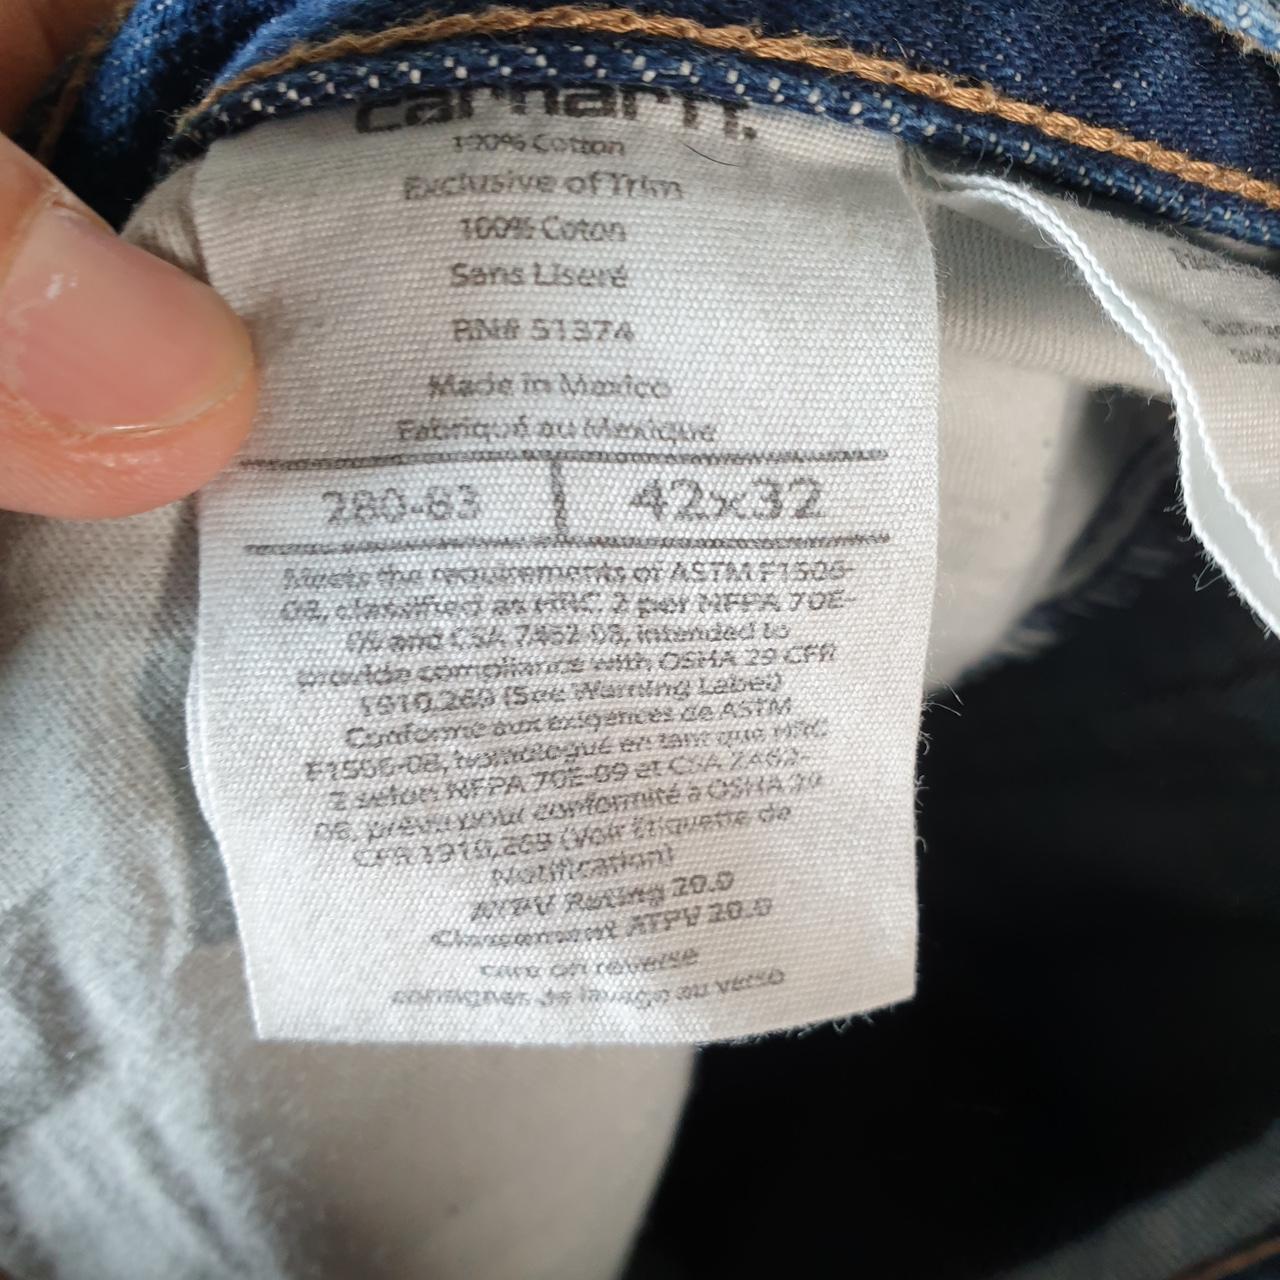 carhartt.
100% Cotton
Exclusive of Trim
100% Coton
Sans Liseré
RN# 51374
Made in Mexico
Fabriqué au Mexique
280-83
42x32
Meets the requirements of ASTM F1506-
08, classified as HRC 2 per NFPA 70E-
09 and CSA Z462-08, intended to
provide compliance with OSHA 29 CFR
1910.269 (See Warning Label)
Conforme aux exigences de ASTM
F1506-08, homologué en tant que HRC
2 selon NFPA 70E-09 et CSA Z462-
08, prévu pour conformité à OSHA 29
CFR 1910.269 (Voir Étiquette de
Notification)
ATPV Rating 20.0
Classement ATPV 20.0
care on reverse
consignes de lavage au verso